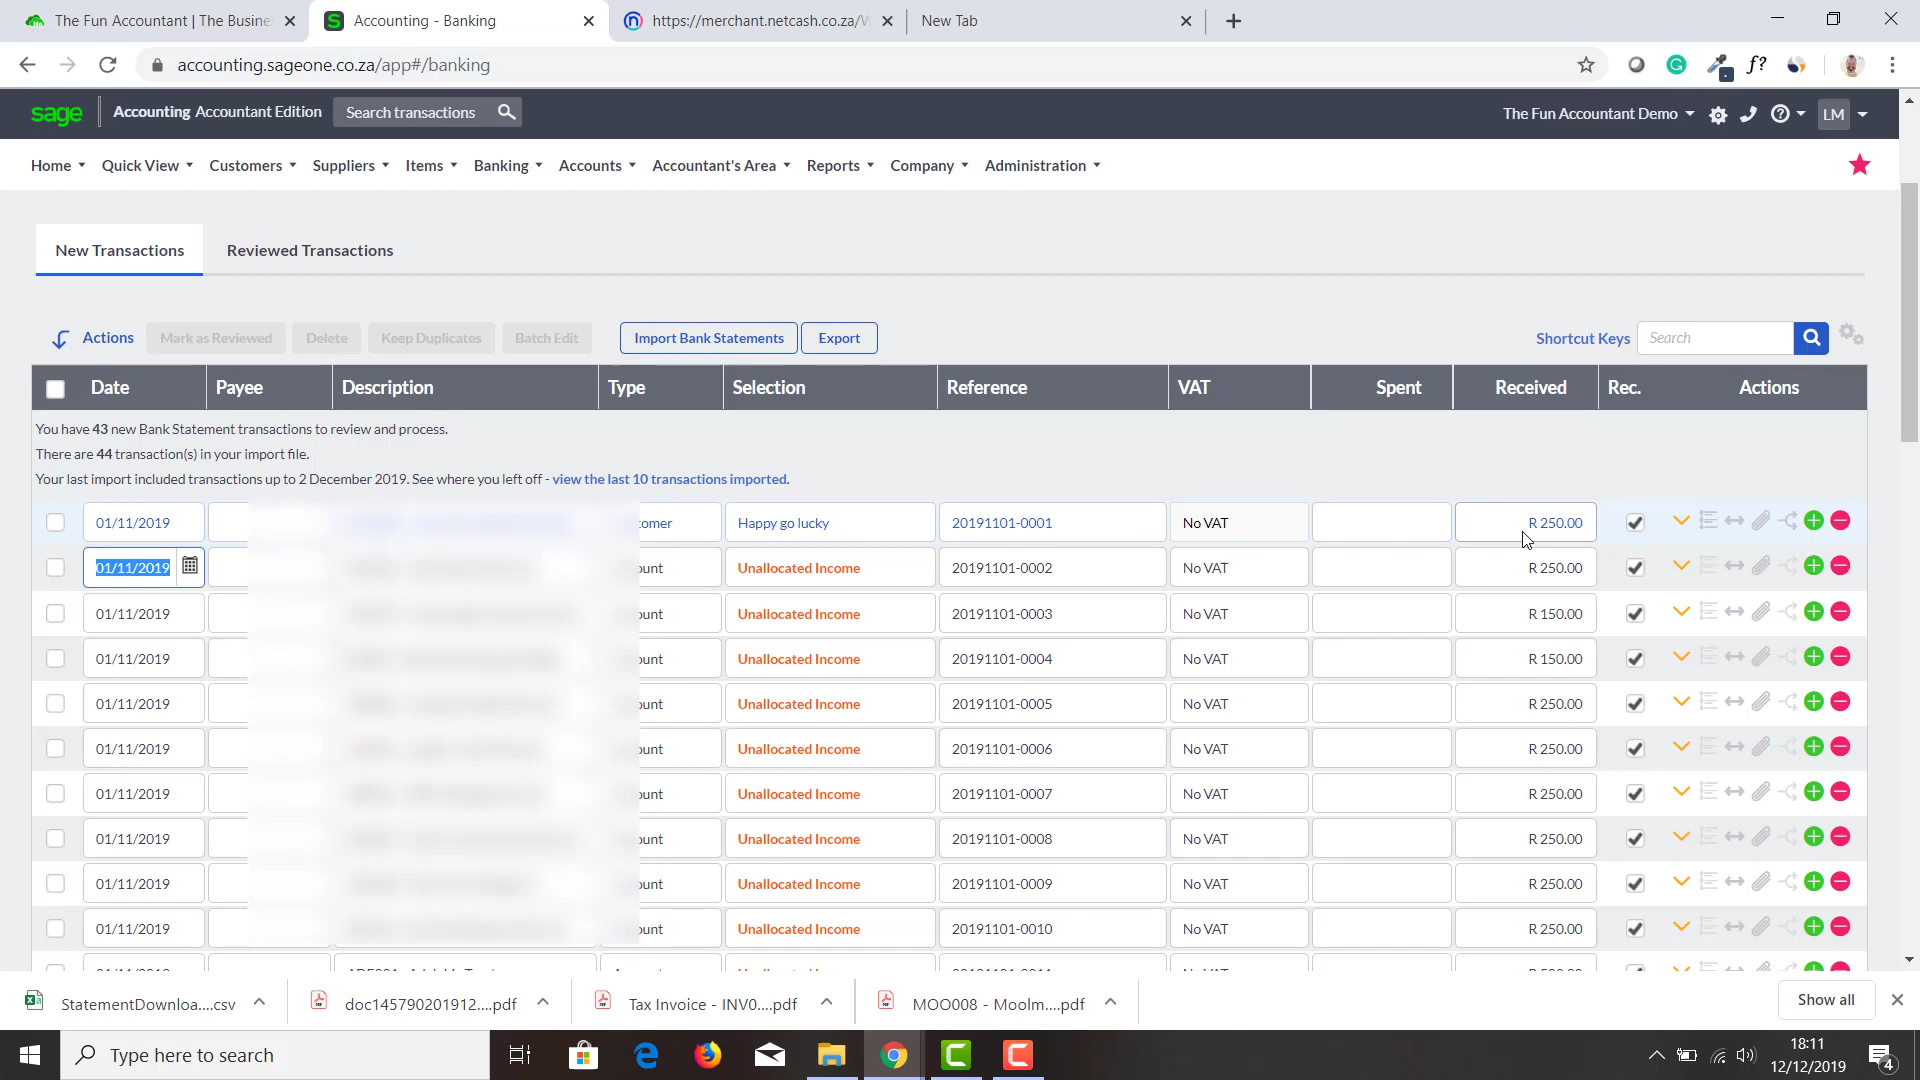 The Fun Accountant | The Busine
Accounting - Banking
https://merchant.netcash.co.za/W
New Tab
accounting.sageone.co.za/app#/banking
f?
sage
Accounting Accountant Edition
Search transactions
The Fun Accountant Demo
LM
Home Quick View Customers Suppliers Items Banking Accounts Accountant's Area Reports Company Administration
New Transactions Reviewed Transactions
Actions Mark as Reviewed Delete Keep Duplicates Batch Edit Import Bank Statements Export Shortcut Keys Search
Date Payee Description Type Selection Reference VAT Spent Received Rec. Actions
You have 43 new Bank Statement transactions to review and process.
There are 44 transaction(s) in your import file.
Your last import included transactions up to 2 December 2019. See where you left off - view the last 10 transactions imported.
01/11/2019 tomer Happy go lucky 20191101-0001 No VAT R 250.00
01/11/2019 ount Unallocated Income 20191101-0002 No VAT R 250.00
01/11/2019 ount Unallocated Income 20191101-0003 No VAT R 150.00
01/11/2019 ount Unallocated Income 20191101-0004 No VAT R 150.00
01/11/2019 ount Unallocated Income 20191101-0005 No VAT R 250.00
01/11/2019 ount Unallocated Income 20191101-0006 No VAT R 250.00
01/11/2019 ount Unallocated Income 20191101-0007 No VAT R 250.00
01/11/2019 ount Unallocated Income 20191101-0008 No VAT R 250.00
01/11/2019 ount Unallocated Income 20191101-0009 No VAT R 250.00
01/11/2019 ount Unallocated Income 20191101-0010 No VAT R 250.00
StatementDownloa....csv
doc145790201912....pdf
Tax Invoice - INV0....pdf
MOO008 - Moolm....pdf
Show all
Type here to search
18:11
12/12/2019
4